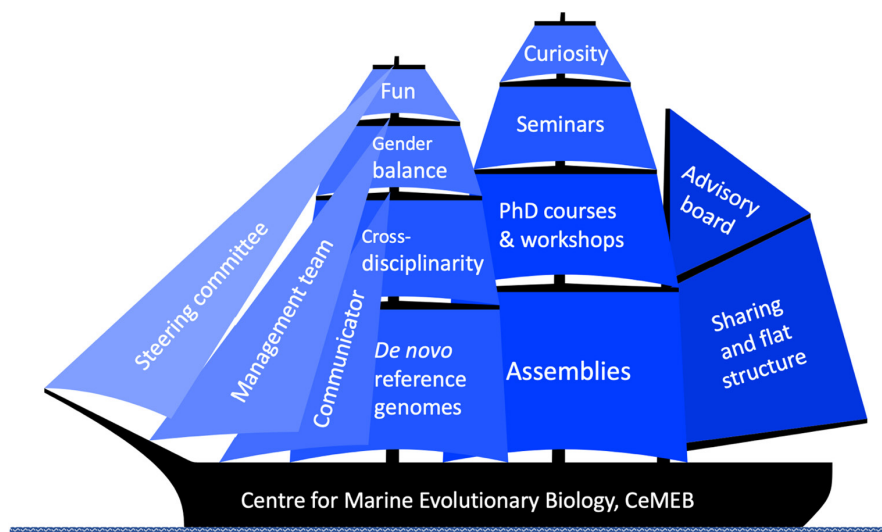 Curiosity
Fun
Seminars
Gender
balance
Advisory
board
PhD courses
& workshops
Cross-
disciplinarity
Steering committee
Management team
Communicator
De novo
reference
genomes
Assemblies
Sharing
and flat
structure
Centre for Marine Evolutionary Biology, CeMEB